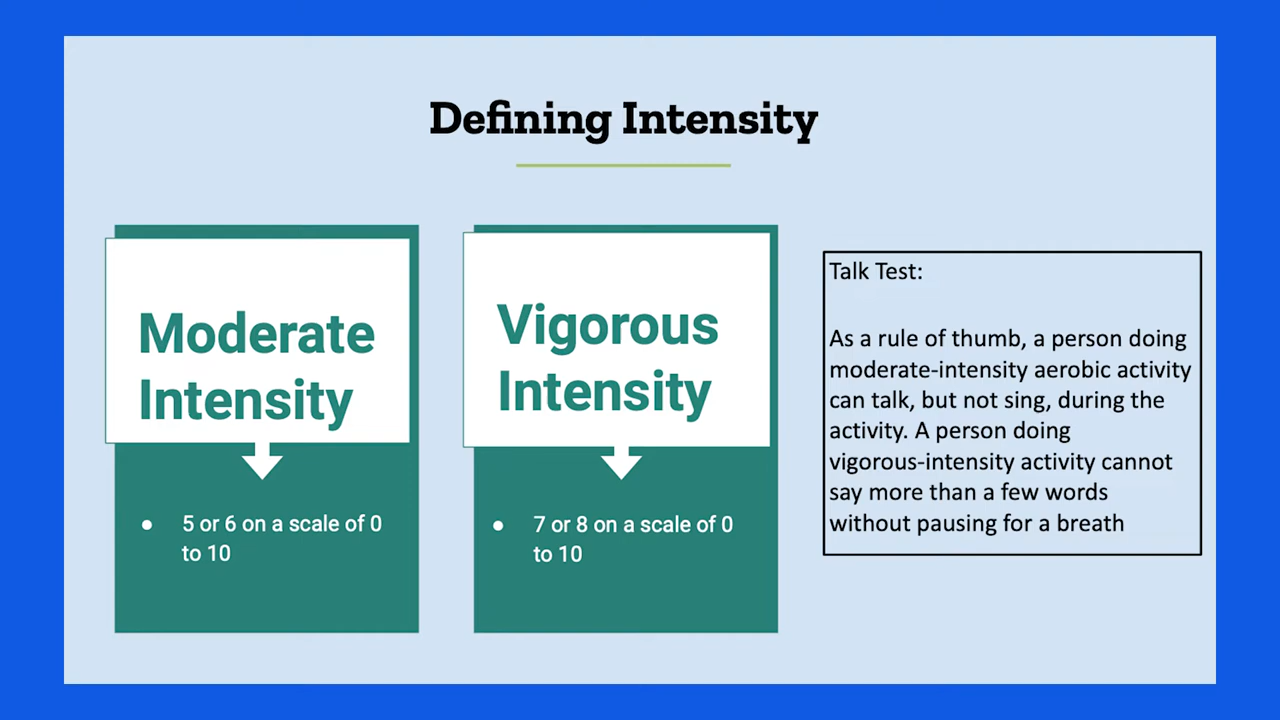 Defining Intensity
Moderate
Intensity
● 5 or 6 on a scale of 0
to 10
Vigorous
Intensity
● 7 or 8 on a scale of 0
to 10
Talk Test:
As a rule of thumb, a person doing
moderate-intensity aerobic activity
can talk, but not sing, during the
activity. A person doing
vigorous-intensity activity cannot
say more than a few words
without pausing for a breath